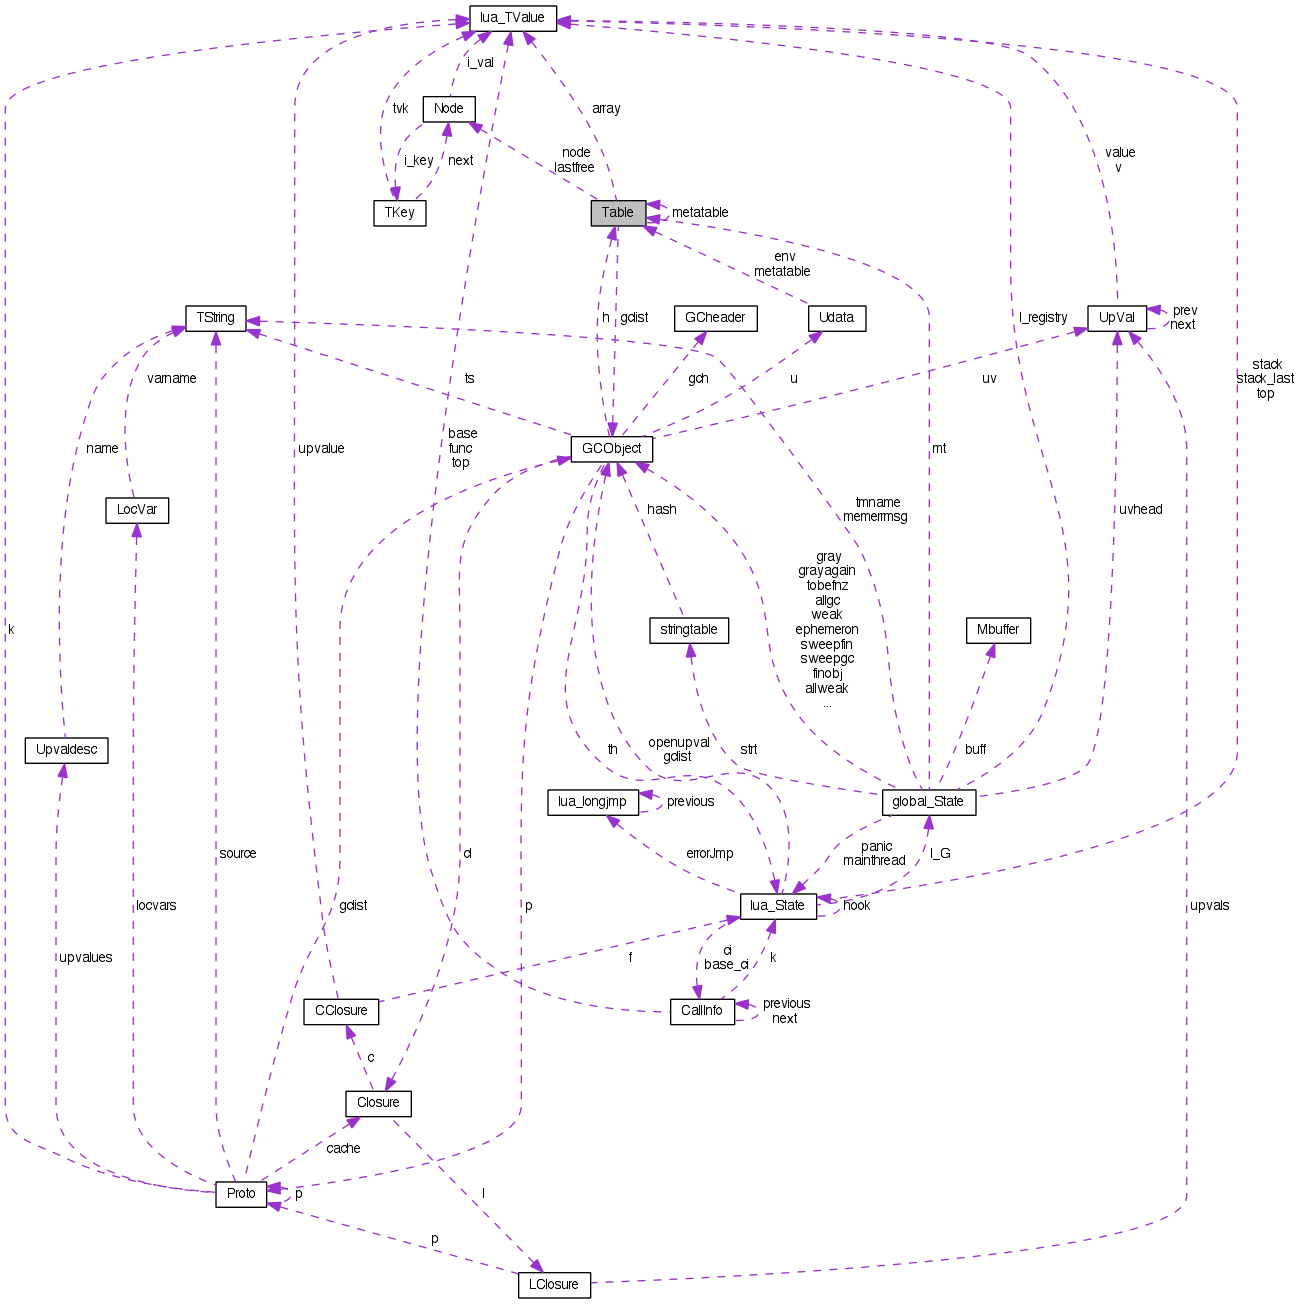 lua_TValue
i_val
Node
tvk
array
i_key
next
node
lastfree
value
v
TKey
Table
metatable
env
metatable
TString
h
gdist
GCheader
Udata
l_registry
UpVal
prev
next
varname
ts
gch
u
uv
stack
stack_last
top
name
upvalue
base
func
top
GCObject
mt
LocVar
hash
tmname
memerrmsg
uvhead
k
stringtable
gray
grayagain
tobefnz
allgc
weak
ephemeron
sweepfin
sweepgc
finobj
allweak
...
Mbuffer
Upvaldesc
th
openupval
gdist
strt
buff
lua_longjmp
previous
global_State
source
cl
errorJmp
panic
mainthread
l_G
locvars
gdist
p
lua_State
hook
upvals
upvalues
f
ci
base_ci
k
CClosure
CallInfo
previous
next
c
Closure
cache
Proto
p
l
p
LClosure